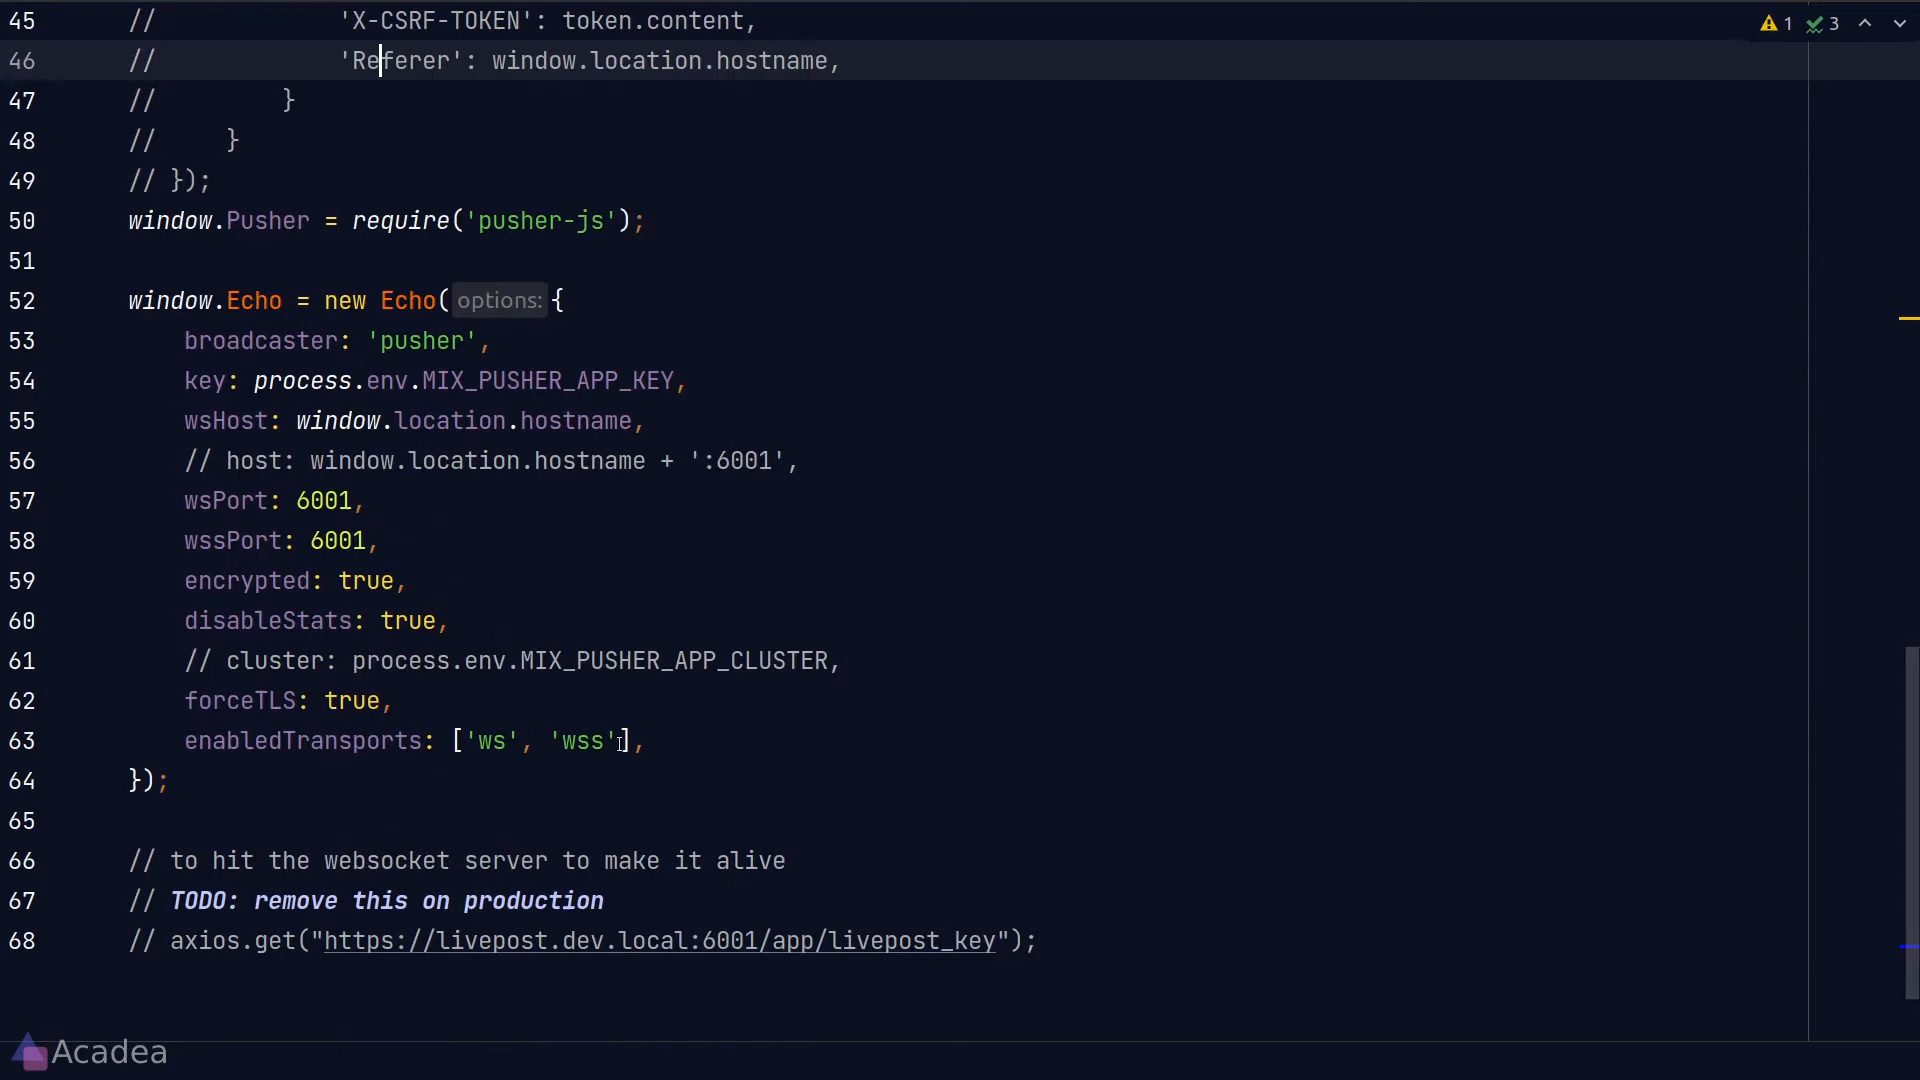 45 // 'X-CSRF-TOKEN': token.content,
46 // 'Referer': window.location.hostname,
47 // }
48 // }
49 // });
50 window.Pusher = require('pusher-js');
51
52 window.Echo = new Echo( options: {
53 broadcaster: 'pusher',
54 key: process.env.MIX_PUSHER_APP_KEY,
55 wsHost: window.location.hostname,
56 // host: window.location.hostname + ':6001',
57 wsPort: 6001,
58 wssPort: 6001,
59 encrypted: true,
60 disableStats: true,
61 // cluster: process.env.MIX_PUSHER_APP_CLUSTER,
62 forceTLS: true,
63 enabledTransports: ['ws', 'wss'],
64 });
65
66 // to hit the websocket server to make it alive
67 // TODO: remove this on production
68 // axios.get("https://livepost.dev.local:6001/app/livepost_key");
1 3
Acadea